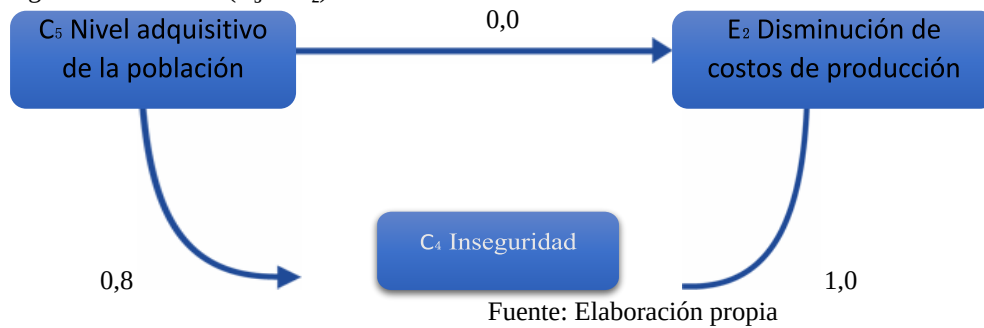 0,0
C₅ Nivel adquisitivo
de la población
E₂ Disminución de
costos de producción
C₄ Inseguridad
0,8
1,0
Fuente: Elaboración propia